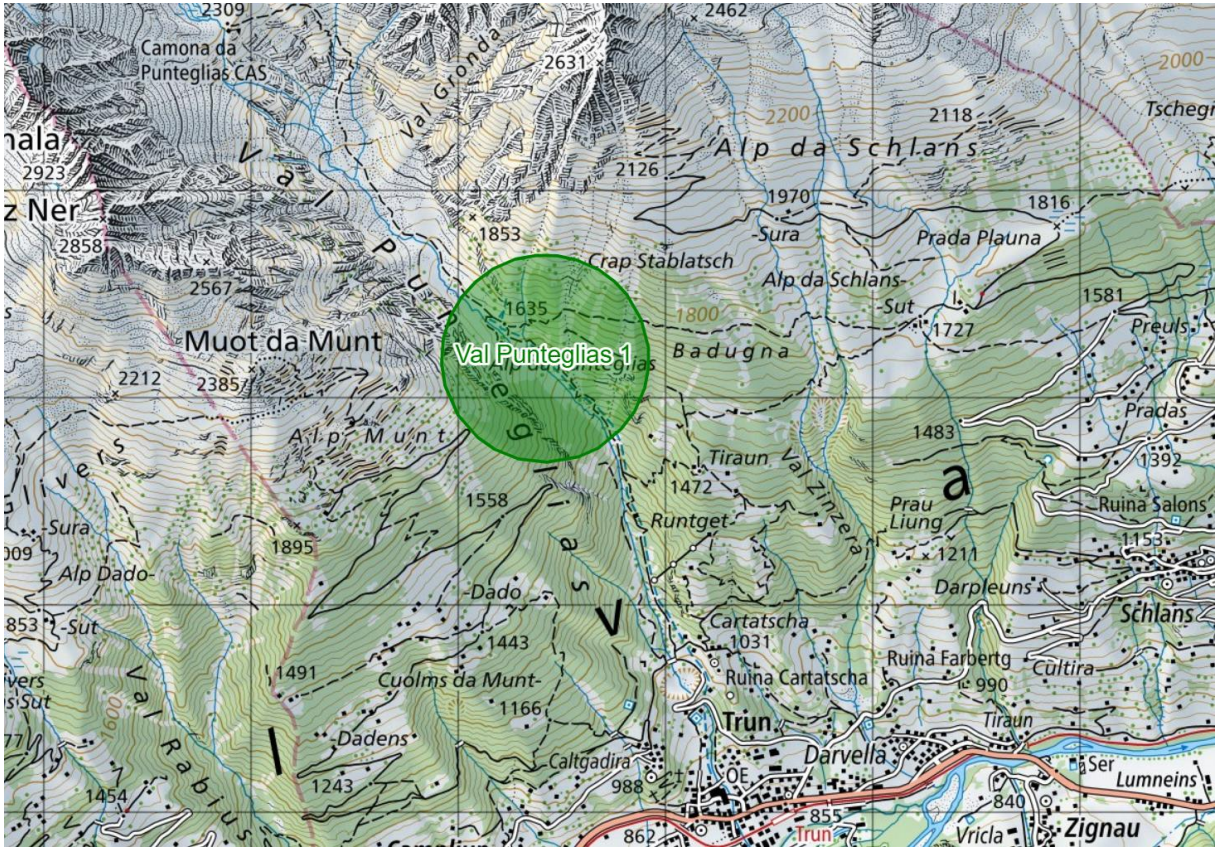 2309
2462
Camona da
Punteglias CAS
2631
Val Gronda
2000
Tschegn
2200
2118
Alp da Schlans
2923
Val Punteglias
2126
z Ner
1970
1816
-Sura
Prada Plauna
1853
2858
Crap Stablatsch
2567
Alp da Schlans-
-Sut
1581
1635
1800
1727
Preuls
Muot da Munt
Val Punteglias 1
Badugna
2212
2385
Pradas
Alp Munt
1483
1392
Tiraun
Val Zinzera
1558
1472
a
Prau
Liung
Ruina Salons
-Sura
Runtget-
1895
1211
1153
Alp Dado-
-Dado
Darpleuns
Schlans
853
-Sut
V
Cartatscha
1031
1443
Ruina Farbertg
Cultira
1491
Cuolms da Munt-
Ruina Cartatscha
990
1600
Val Rabius
1166
Trun
Tiraun
l
Dadens
Darvella
Caltgadira
Ser
1243
OE
Lumneins
1454
988
840
855
862
Trun
Vricla
Zignau